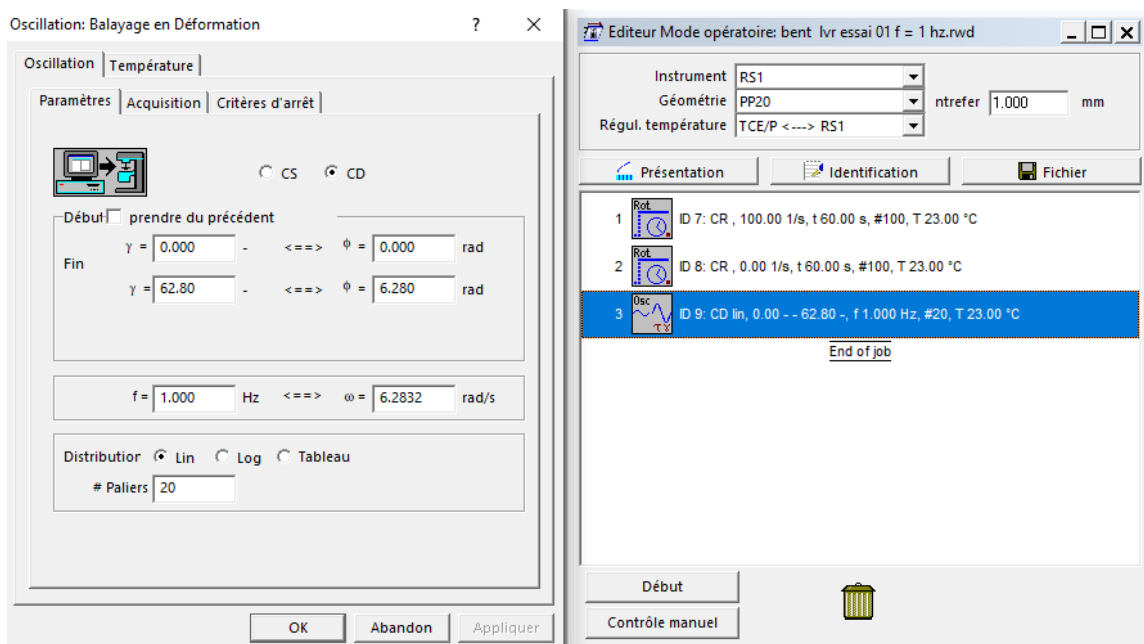 Oscillation: Balayage en Déformation ? ×
Oscillation Température
Paramètres Acquisition Critères d'arrêt
CS CD
Début prendre du précédent
γ = 0.000 - <==> ϕ = 0.000 rad
Fin
γ = 62.80 - <==> ϕ = 6.280 rad
f = 1.000 Hz <==> ω = 6.2832 rad/s
Distribution Lin Log Tableau
# Paliers 20
OK Abandon Appliquer
Editeur Mode opératoire: bent lvr essai 01 f = 1 hz.rwd
Instrument RS1
Géométrie PP20 ntrefer 1.000 mm
Régul. température TCE/P <---> RS1
Présentation Identification Fichier
1 Rot ID 7: CR , 100.00 1/s, t 60.00 s, #100, T 23.00 °C
2 Rot ID 8: CR , 0.00 1/s, t 60.00 s, #100, T 23.00 °C
3 Osc τγ ID 9: CD lin, 0.00 - - 62.80 -, f 1.000 Hz, #20, T 23.00 °C
End of job
Début
Contrôle manuel